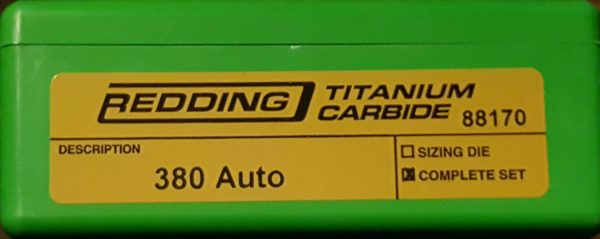 REDDING TITANIUM
CARBIDE 88170
DESCRIPTION
380 Auto
SIZING DIE
COMPLETE SET